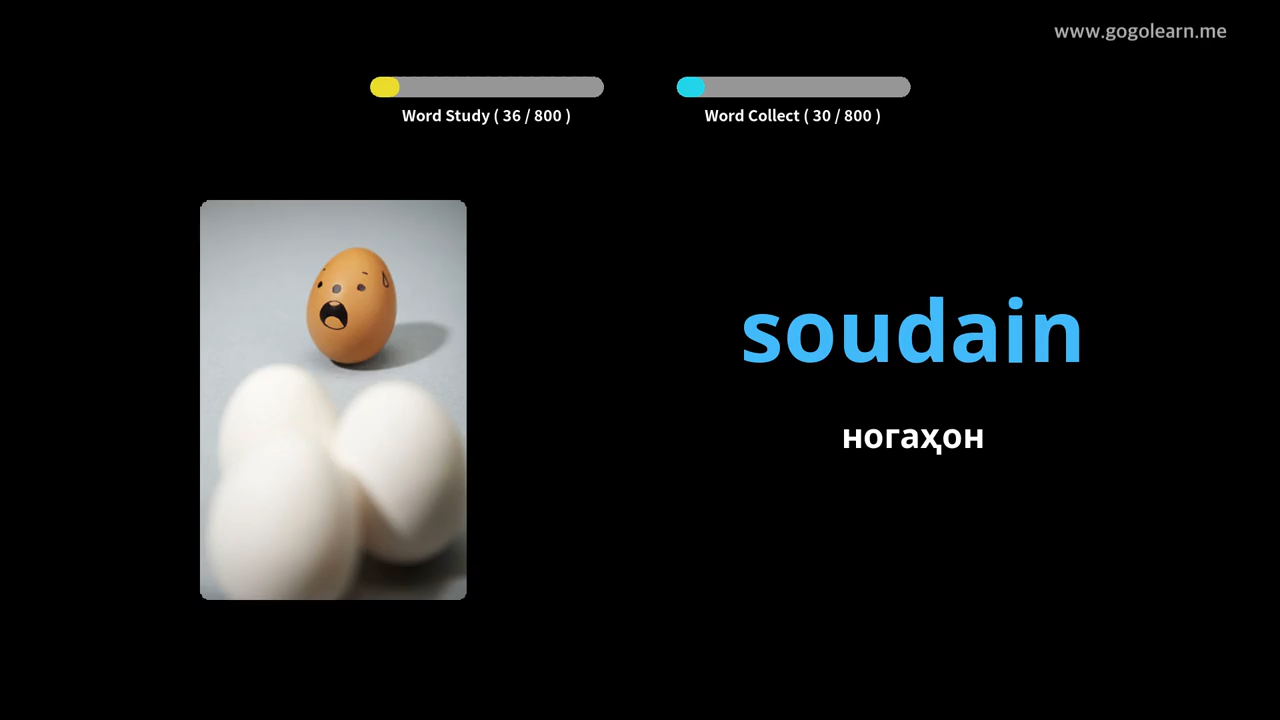 www.gogolearn.me
Word Study ( 36 / 800 )
Word Collect ( 30 / 800 )
soudain
ногаҳон